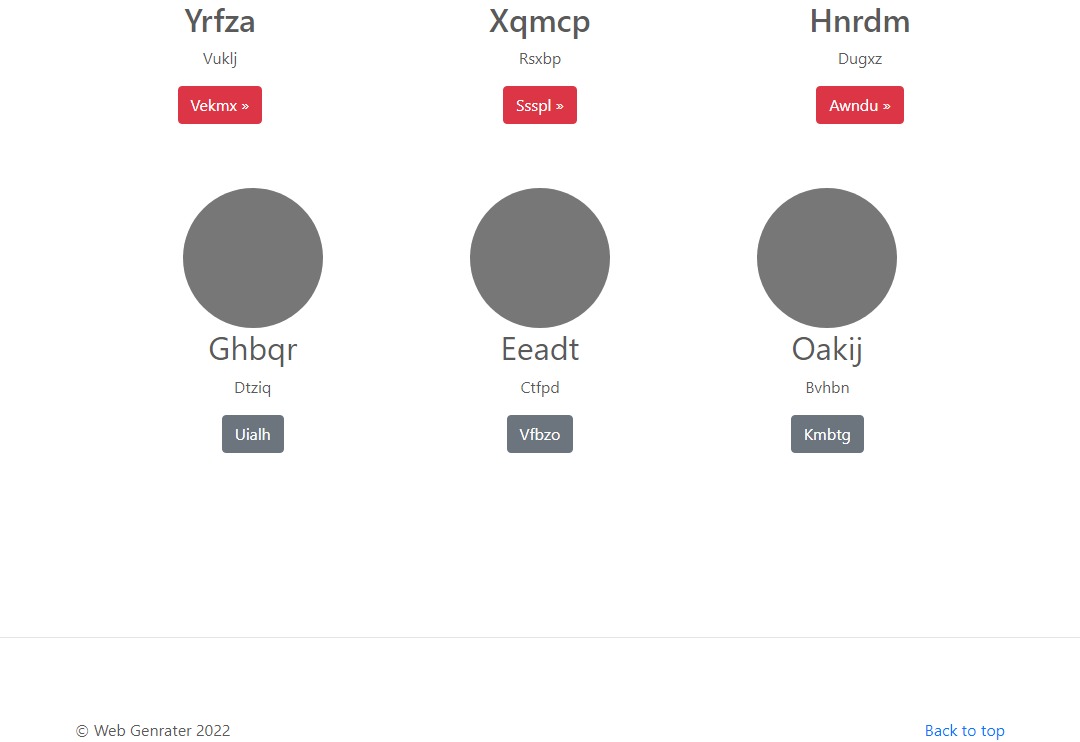 Yrfza
Xqmcp
Hnrdm
Vuklj
Rsxbp
Dugxz
Vekmx »
Ssspl »
Awndu »
Ghbqr
Eeadt
Oakij
Dtziq
Ctfpd
Bvhbn
Uialh
Vfbzo
Kmbtg
© Web Genrater 2022
Back to top